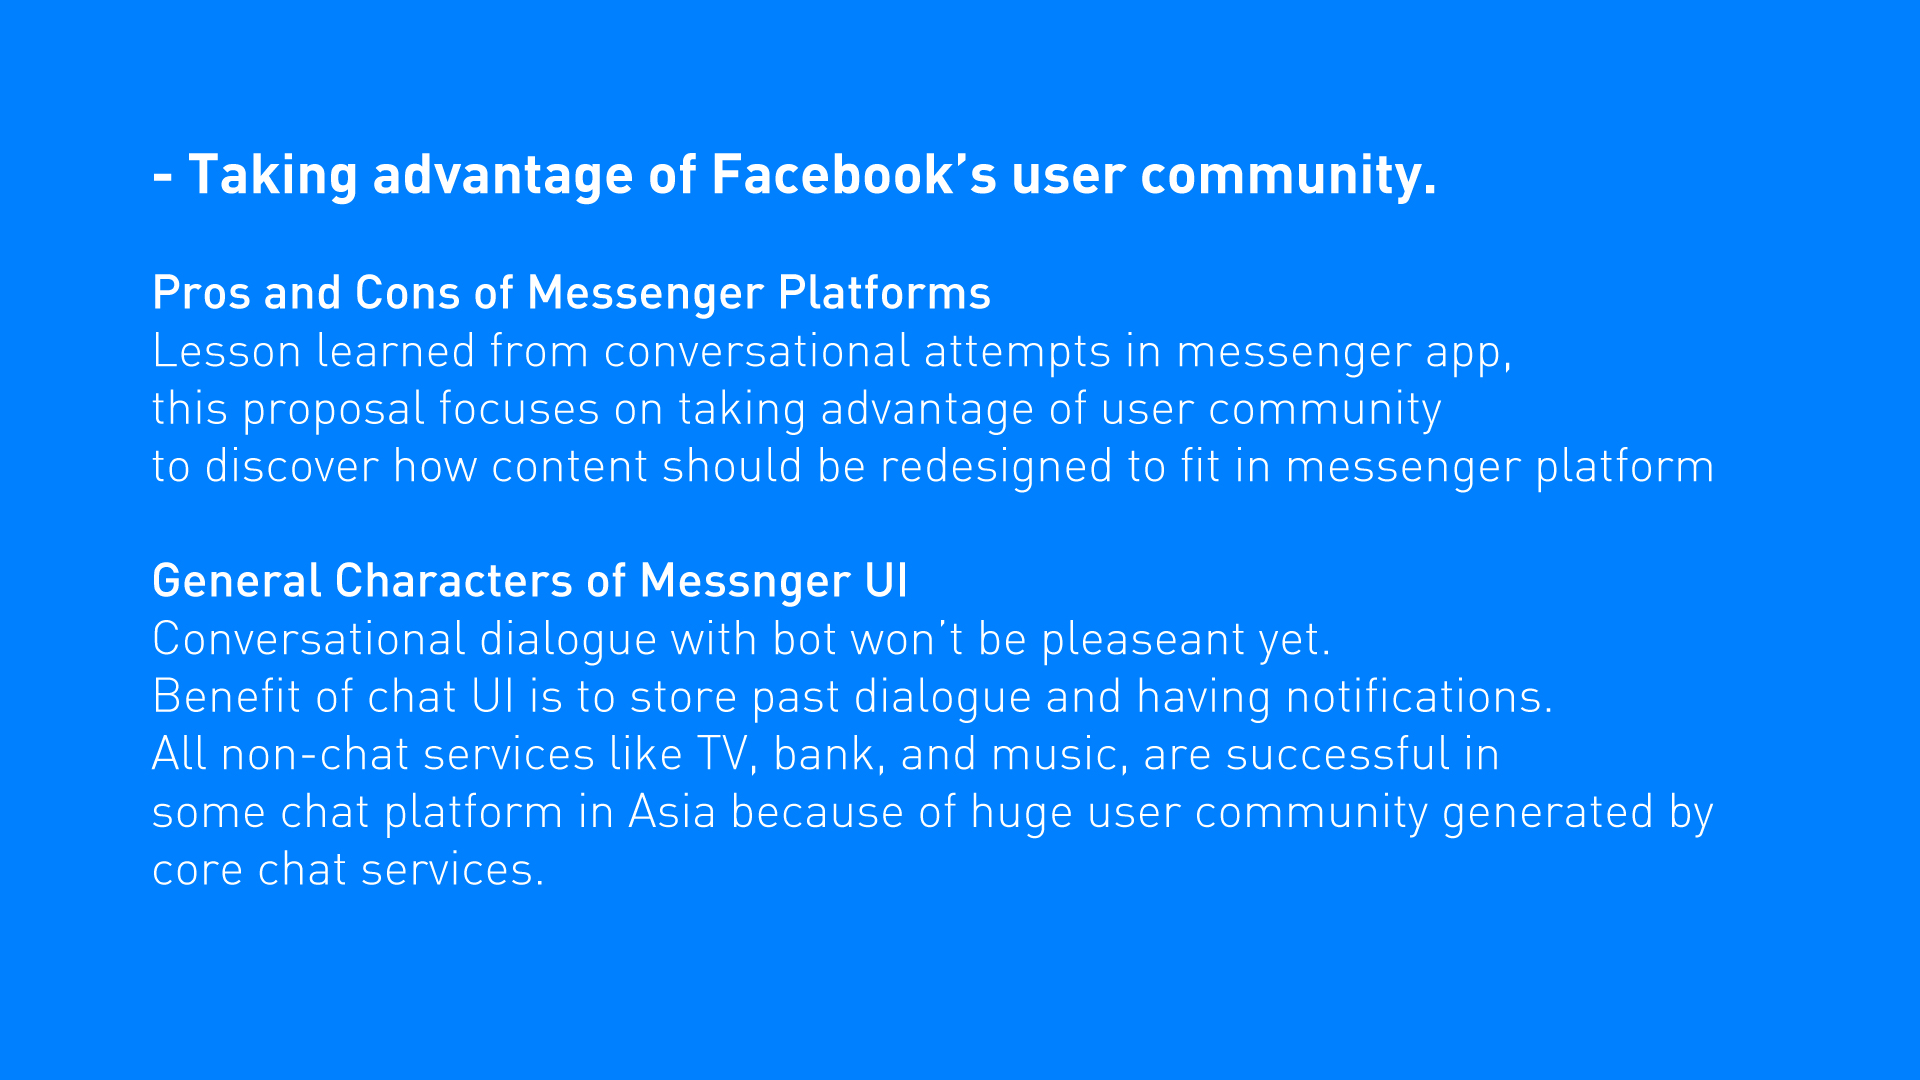 - Taking advantage of Facebook’s user community.
Pros and Cons of Messenger Platforms
Lesson learned from conversational attempts in messenger app,
this proposal focuses on taking advantage of user community
to discover how content should be redesigned to fit in messenger platform
General Characters of Messnger UI
Conversational dialogue with bot won’t be pleaseant yet.
Benefit of chat UI is to store past dialogue and having notifications.
All non-chat services like TV, bank, and music, are successful in
some chat platform in Asia because of huge user community generated by
core chat services.